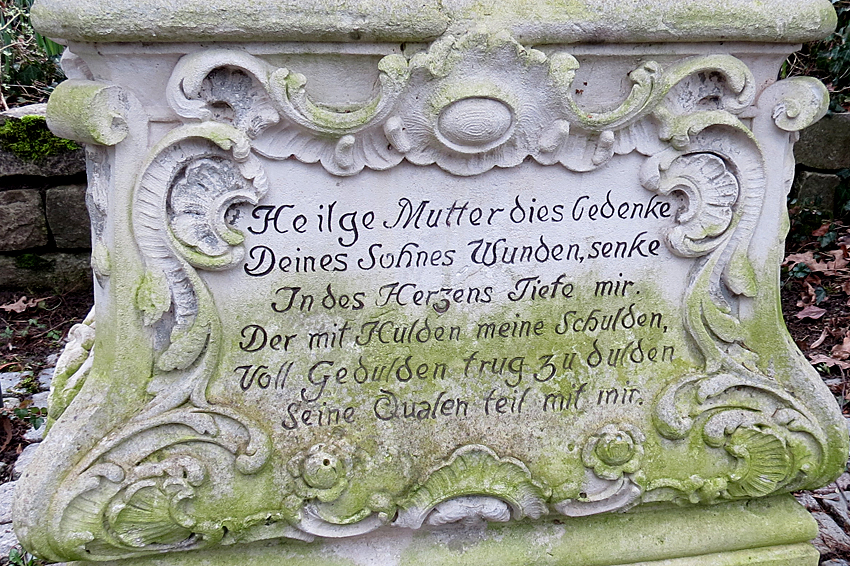 Heilge Mutter dies bedenke
Deines Sohnes Wunden, senke
In des Herzens Tiefe mir.
Der mit Hulden meine Schulden,
Voll Gedulden trug zu dulden
Seine Qualen teil mit mir.